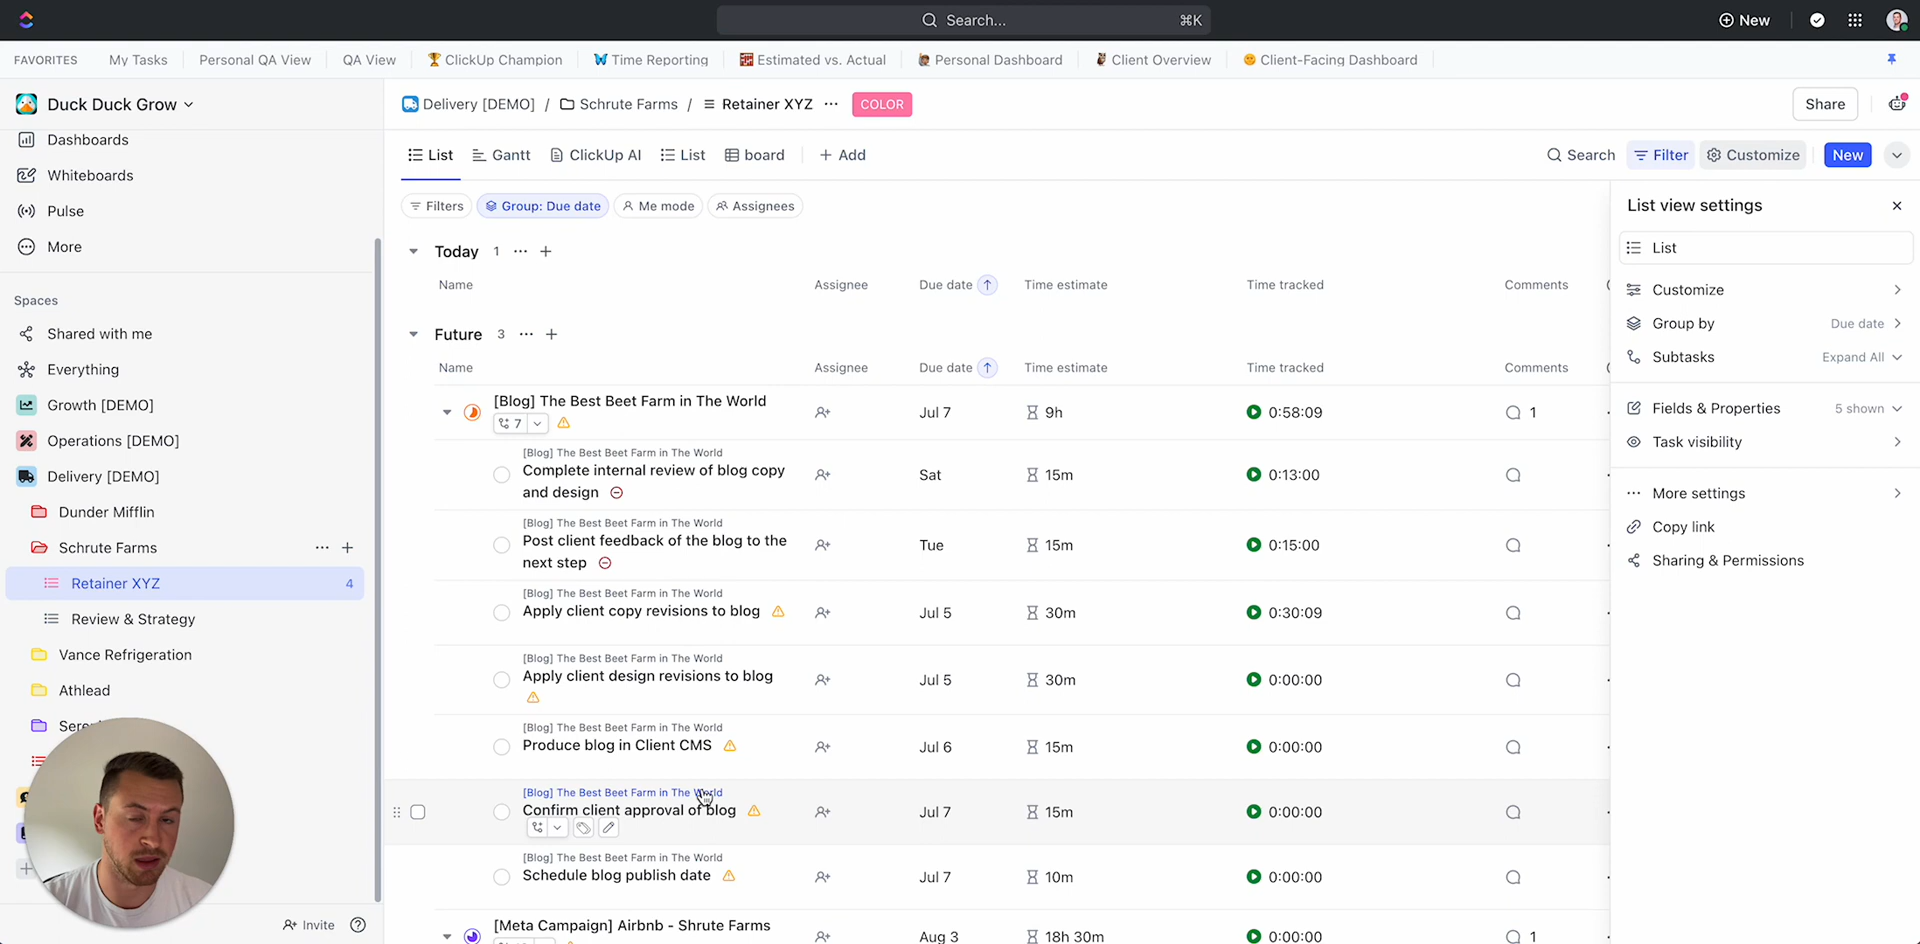 Search...
⌘K
New
FAVORITES
My Tasks
Personal QA View
QA View
ClickUp Champion
Time Reporting
Estimated vs. Actual
Personal Dashboard
Client Overview
Client-Facing Dashboard
Duck Duck Grow
Dashboards
Whiteboards
Pulse
More
Spaces
Shared with me
Everything
Growth [DEMO]
Operations [DEMO]
Delivery [DEMO]
Dunder Mifflin
Schrute Farms
Retainer XYZ 4
Review & Strategy
Vance Refrigeration
Athlead
Invite
Delivery [DEMO] / Schrute Farms / Retainer XYZ ... COLOR
Share
List
Gantt
ClickUp AI
List
board
+ Add
Search
Filter
Customize
New
Filters
Group: Due date
Me mode
Assignees
Today 1 ... +
Name Assignee Due date Time estimate Time tracked Comments
Future 3 ... +
Name Assignee Due date Time estimate Time tracked Comments
[Blog] The Best Beet Farm in The World
7
Jul 7 9h 0:58:09 1
[Blog] The Best Beet Farm in The World
Complete internal review of blog copy
and design
Sat 15m 0:13:00
[Blog] The Best Beet Farm in The World
Post client feedback of the blog to the
next step
Tue 15m 0:15:00
[Blog] The Best Beet Farm in The World
Apply client copy revisions to blog
Jul 5 30m 0:30:09
[Blog] The Best Beet Farm in The World
Apply client design revisions to blog
Jul 5 30m 0:00:00
[Blog] The Best Beet Farm in The World
Produce blog in Client CMS
Jul 6 15m 0:00:00
[Blog] The Best Beet Farm in The World
Confirm client approval of blog
Jul 7 15m 0:00:00
[Blog] The Best Beet Farm in The World
Schedule blog publish date
Jul 7 10m 0:00:00
[Meta Campaign] Airbnb - Shrute Farms
Aug 3 18h 30m 0:00:00 1
List view settings
List
Customize
Group by Due date
Subtasks Expand All
Fields & Properties 5 shown
Task visibility
More settings
Copy link
Sharing & Permissions